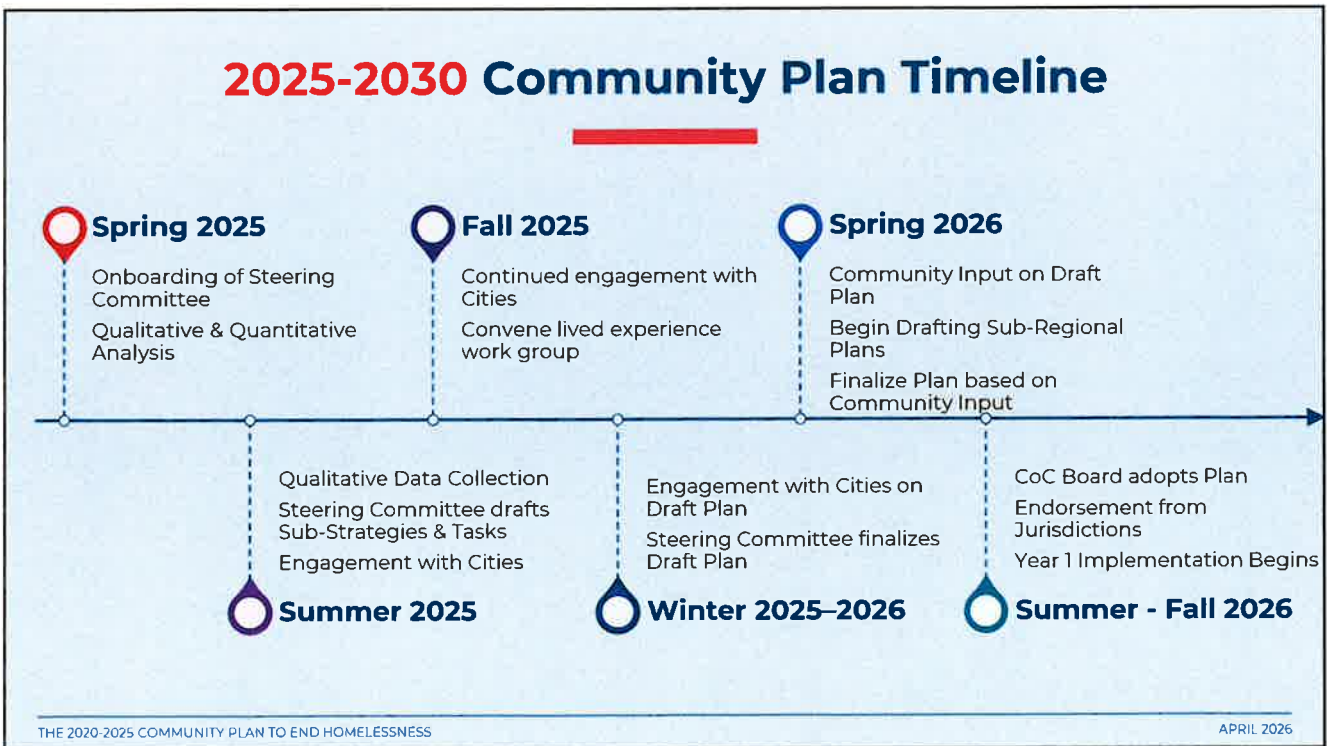 2025-2030 Community Plan Timeline
Spring 2025
Onboarding of Steering
Committee
Qualitative & Quantitative
Analysis
Fall 2025
Continued engagement with
Cities
Convene lived experience
work group
Spring 2026
Community Input on Draft
Plan
Begin Drafting Sub-Regional
Plans
Finalize Plan based on
Community Input
Qualitative Data Collection
Steering Committee drafts
Sub-Strategies & Tasks
Engagement with Cities
Summer 2025
Engagement with Cities on
Draft Plan
Steering Committee finalizes
Draft Plan
Winter 2025–2026
CoC Board adopts Plan
Endorsement from
Jurisdictions
Year 1 Implementation Begins
Summer - Fall 2026
THE 2020-2025 COMMUNITY PLAN TO END HOMELESSNESS
APRIL 2026